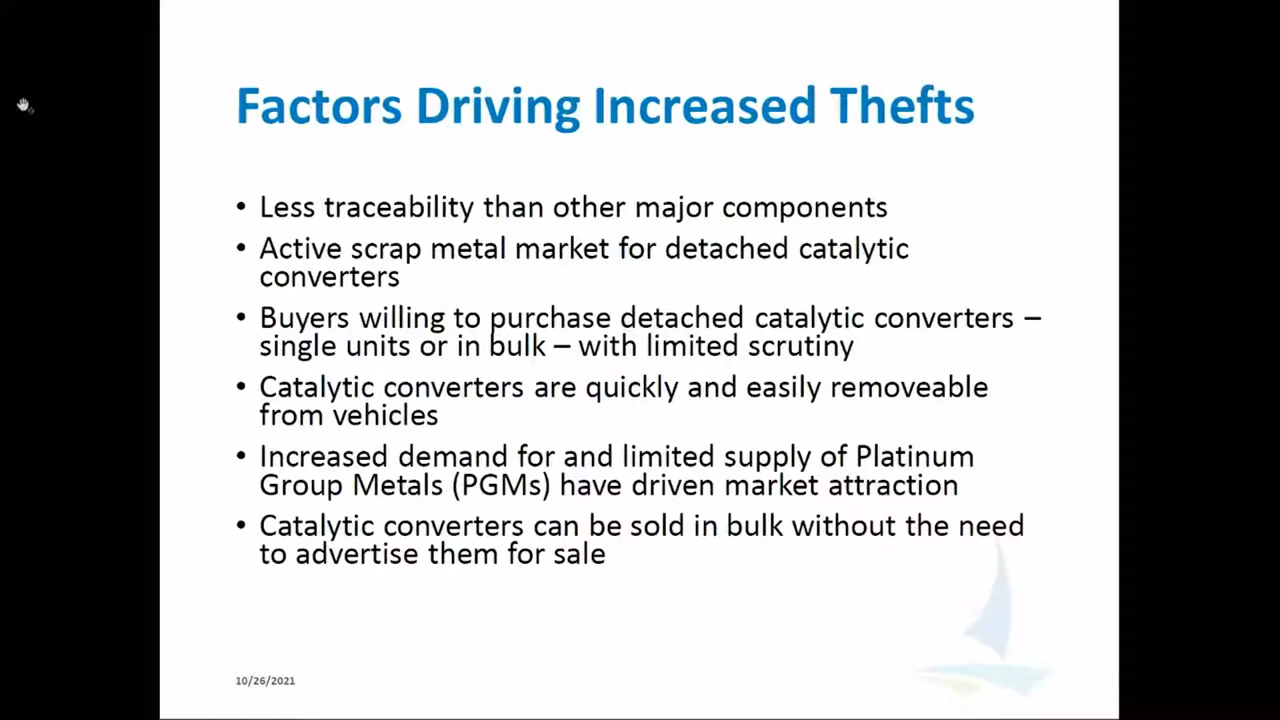 Factors Driving Increased Thefts
• Less traceability than other major components
• Active scrap metal market for detached catalytic
converters
• Buyers willing to purchase detached catalytic converters –
single units or in bulk – with limited scrutiny
• Catalytic converters are quickly and easily removeable
from vehicles
• Increased demand for and limited supply of Platinum
Group Metals (PGMs) have driven market attraction
• Catalytic converters can be sold in bulk without the need
to advertise them for sale
10/26/2021